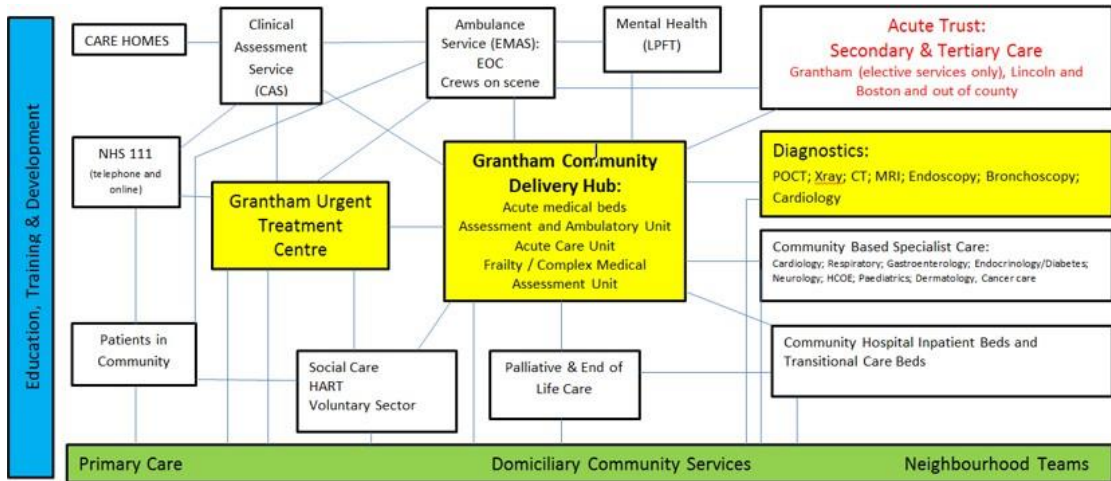 Education, Training & Development
CARE HOMES
Clinical
Assessment
Service
(CAS)
Ambulance
Service (EMAS):
EOC
Crews on scene
Mental Health
(LPFT)
Acute Trust:
Secondary & Tertiary Care
Grantham (elective services only), Lincoln and
Boston and out of county
NHS 111
(telephone and
online)
Grantham Urgent
Treatment
Centre
Grantham Community
Delivery Hub:
Acute medical beds
Assessment and Ambulatory Unit
Acute Care Unit
Frailty / Complex Medical
Assessment Unit
Diagnostics:
POCT; Xray; CT; MRI; Endoscopy; Bronchoscopy;
Cardiology
Community Based Specialist Care:
Cardiology; Respiratory; Gastroenterology; Endocrinology/Diabetes;
Neurology; HCOE; Paediatrics; Dermatology, Cancer care
Patients in
Community
Social Care
HART
Voluntary Sector
Palliative & End of
Life Care
Community Hospital Inpatient Beds and
Transitional Care Beds
Primary Care
Domiciliary Community Services
Neighbourhood Teams